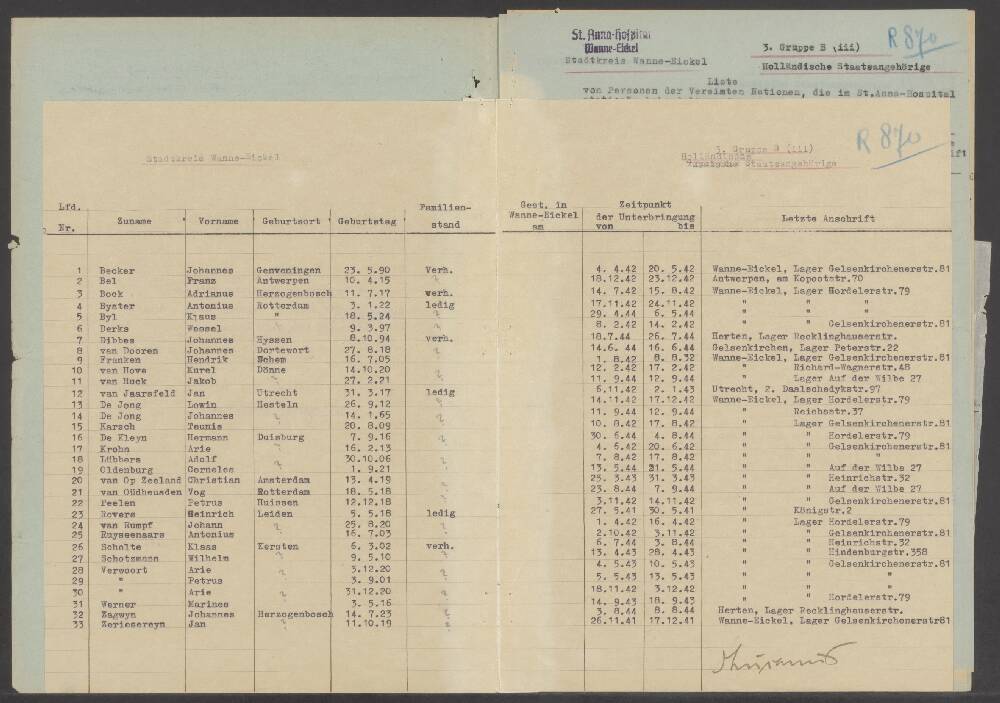 St. Anna-Hospital
Wanne-Eickel
Stadtkreis Wanne-Eickel
3. Gruppe B (iii)
R 870
Holländische Staatsangehörige
Liste
von Personen der Vereinten Nationen, die im St.Anna-Hospital
Stadtkreis Wanne-Eickel
3. Gruppe B (iii)
R 870
Holländische
Staatsangehörige
Lfd. Nr. Zuname Vorname Geburtsort Geburtstag Familienstand Gest. in Wanne-Eickel am Zeitpunkt der Unterbringung von bis Letzte Anschrift
1 Becker Johannes Genveningen 23. 5.90 Verh. 4. 4.42 20. 5.42 Wanne-Eickel, Lager Gelsenkirchenerstr.81
2 Bel Franz Antwerpen 10. 4.15 18.12.42 23.12.42 Antwerpen, am Kopootstr.70
3 Bock Adrianus Herzogenbosch 11. 7.17 verh. 14. 7.42 15. 8.42 Wanne-Eickel, Lager Hordelerstr.79
4 Byster Antonius Rotterdam 3. 1.22 ledig 17.11.42 24.11.42 " " "
5 Byl Klaus " 18. 5.24 ? 29. 4.44 6. 5.44 " " "
6 Derks Wessel ? 9. 3.97 ? 8. 2.42 14. 2.42 " " Gelsenkirchenerstr.81
7 Dibbes Johannes Hyssen 8.10.94 verh. 18.7.44 26. 7.44 Herten, Lager Recklinghauserstr.
8 van Dooren Johannes Dortewort 27. 8.18 ? 14.6. 44 16. 6.44 Gelsenkirchen, Lager Peterstr.22
9 Franken Hendrik Echem 16. 7.05 ? 1. 8.42 8. 8.32 Wanne-Eickel, Lager Gelsenkirchenerstr.81
10 van Howe Karel Dänne 14.10.20 ? 12. 2.42 17. 2.42 " Richard-Wagnerstr.48
11 van Huck Jakob ? 27. 2.21 ? 11. 9.44 12. 9.44 " Lager Auf der Wilbe 27
12 van Jaarsfeld Jan Utrecht 31. 3.17 ledig 6.11.42 2. 1.43 Utrecht, 2. Daalschedykstr.97
13 De Jong Lowin Hesteln 26. 9.12 ? 14.11.42 17.12.42 Wanne-Eickel, Lager Hordelerstr.79
14 De Jong Johannes ? 14. 1.65 ? 11. 9.44 12. 9.44 " Reichsstr.37
15 Karsch Teunis 20. 8.09 10. 8.42 17. 8.42 " Lager Gelsenkirchenerstr.81
16 De Kleyn Hermann Duisburg 7. 9.16 ? 30. 6.44 4. 8.44 " " Hordelerstr.79
17 Krohn Arie 16. 2.13 4. 6.42 20. 6.42 " " Gelsenkirchenerstr.81
18 Lübbers Adolf 30.10.06 7. 8.42 17. 8.42 " " "
19 Oldenburg Cornelos ? 1. 9.21 13. 5.44 21. 5.44 " " Auf der Wilbe 27
20 van Op Zeeland Christian Amsterdam 13. 4.19 25. 3.43 31. 3.43 " " Heinrichstr.32
21 van Oüdheusden Vog Rotterdam 18. 5.18 23. 8.44 7. 9.44 " " Auf der Wilbe 27
22 Peelen Petrus Huissen 12.12.18 3.11.42 14.11.42 " " Gelsenkirchenerstr.81
23 Rovers Heinrich Leiden 5. 5.18 ledig 27. 5.41 30. 5.41 " Königstr.2
24 van Rumpf Johann ? 25. 8.20 ? 1. 4.42 16. 4.42 " Lager Hordelerstr.79
25 Ruyseenaars Antonius 16. 7.03 2.10.42 3.11.42 " " Gelsenkirchenerstr.81
26 Scholte Klaas Kersten 6. 3.02 verh. 6. 7.44 3. 8.44 " " Heinrichstr.32
27 Schotzmann Wilhelm ? 9. 5.10 ? 13. 4.43 28. 4.43 " " Hindenburgstr.358
28 Verwoort Arie ? 3.12.20 ? 4. 5.43 10. 5.43 " " Gelsenkirchenerstr.81
29 " Petrus ? 3. 9.01 ? 5. 5.43 13. 5.43 " " "
30 " Arie ? 31.12.20 ? 18.11.42 3.12.42 " " "
31 Werner Marines 3. 5.16 14. 9.43 18. 9.43 " " Hordelerstr.79
32 Zagwyn Johannes Herzogenbosch 14. 7.23 3. 8.44 8. 8.44 Herten, Lager Recklinghauserstr.
33 Zeriesereyn Jan 11.10.19 26.11.41 17.12.41 Wanne-Eickel, Lager Gelsenkirchenerstr81